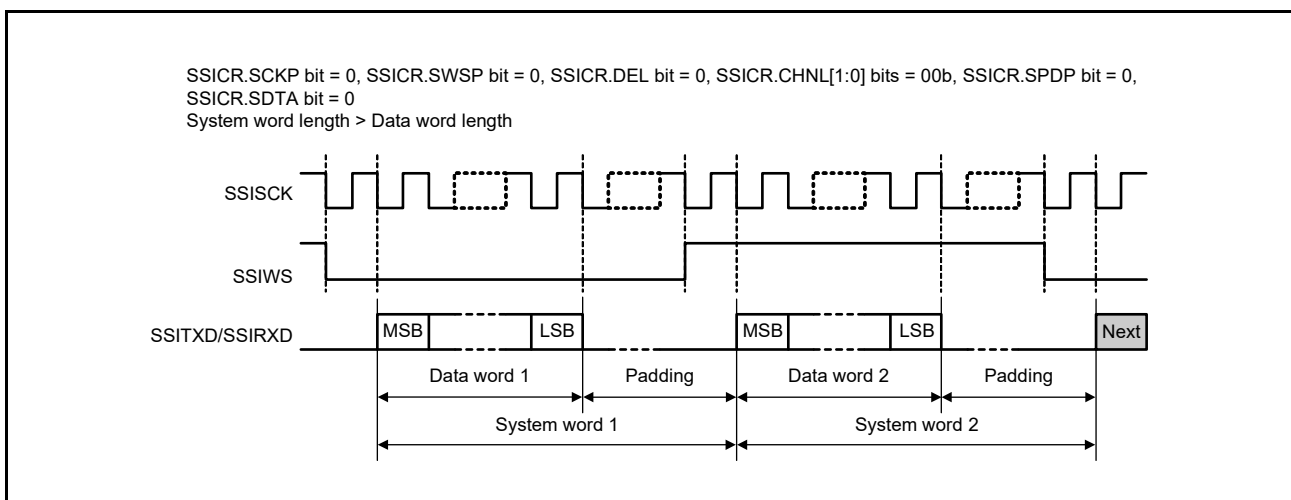 SSICR.SCKP bit = 0, SSICR.SWSP bit = 0, SSICR.DEL bit = 0, SSICR.CHNL[1:0] bits = 00b, SSICR.SPDP bit = 0,
SSICR.SDTA bit = 0
System word length > Data word length
SSISCK
SSIWS
SSITXD/SSIRXD MSB LSB MSB LSB Next
Data word 1 Padding Data word 2 Padding
System word 1 System word 2